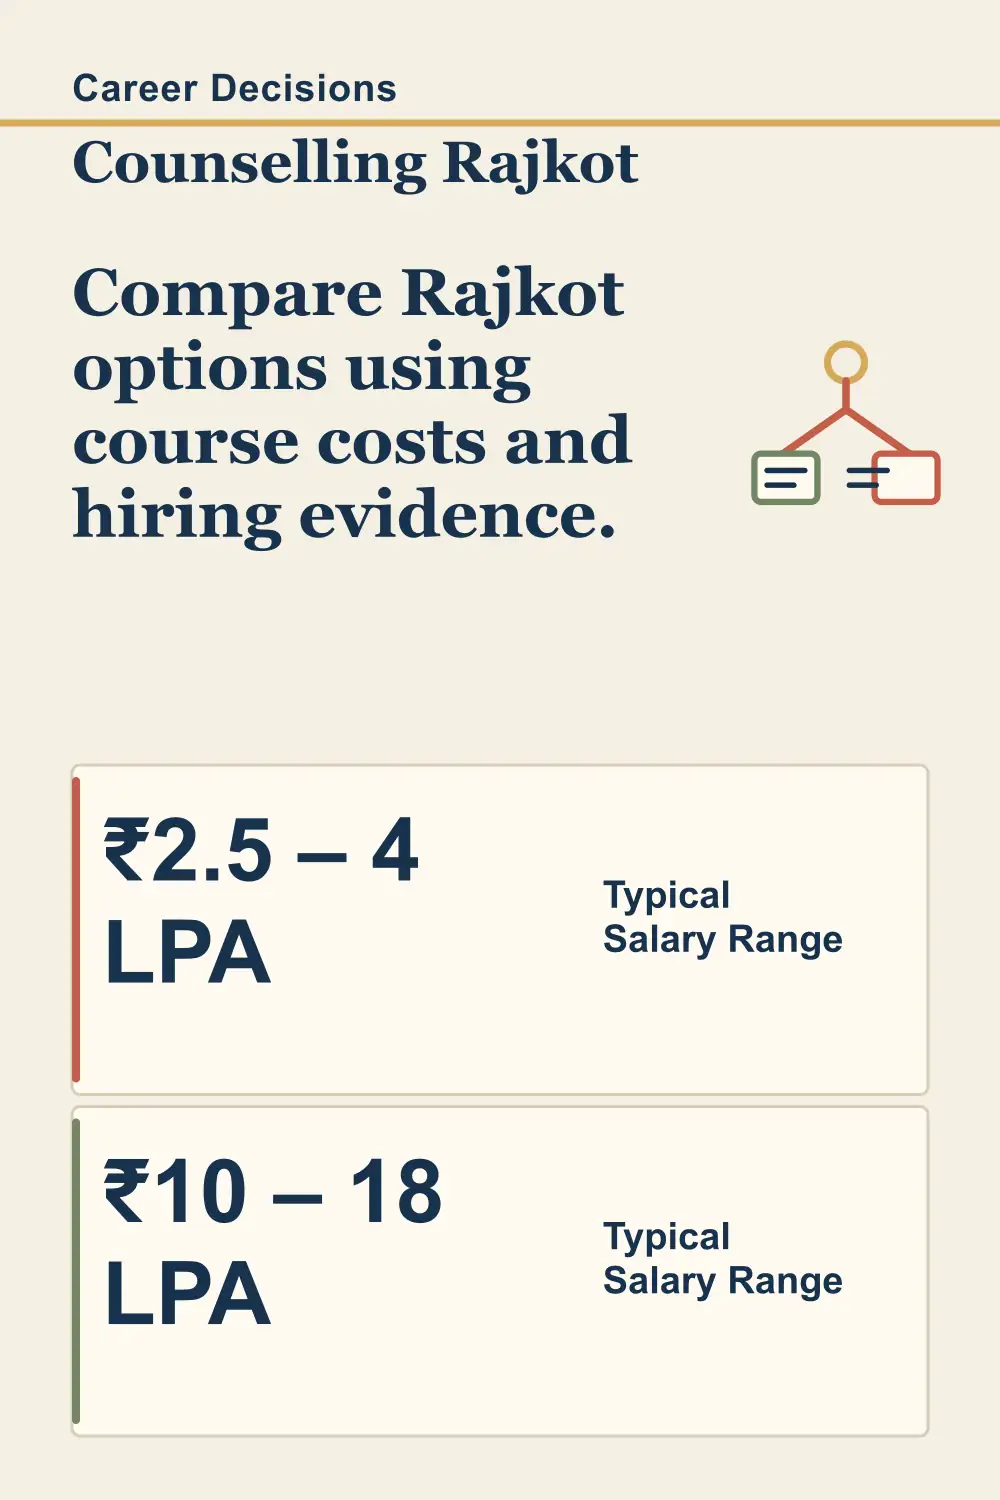 Career Decisions
Counselling Rajkot
Compare Rajkot
options using
course costs and
hiring evidence.
₹2.5 – 4
LPA
Typical
Salary Range
₹10 – 18
LPA
Typical
Salary Range